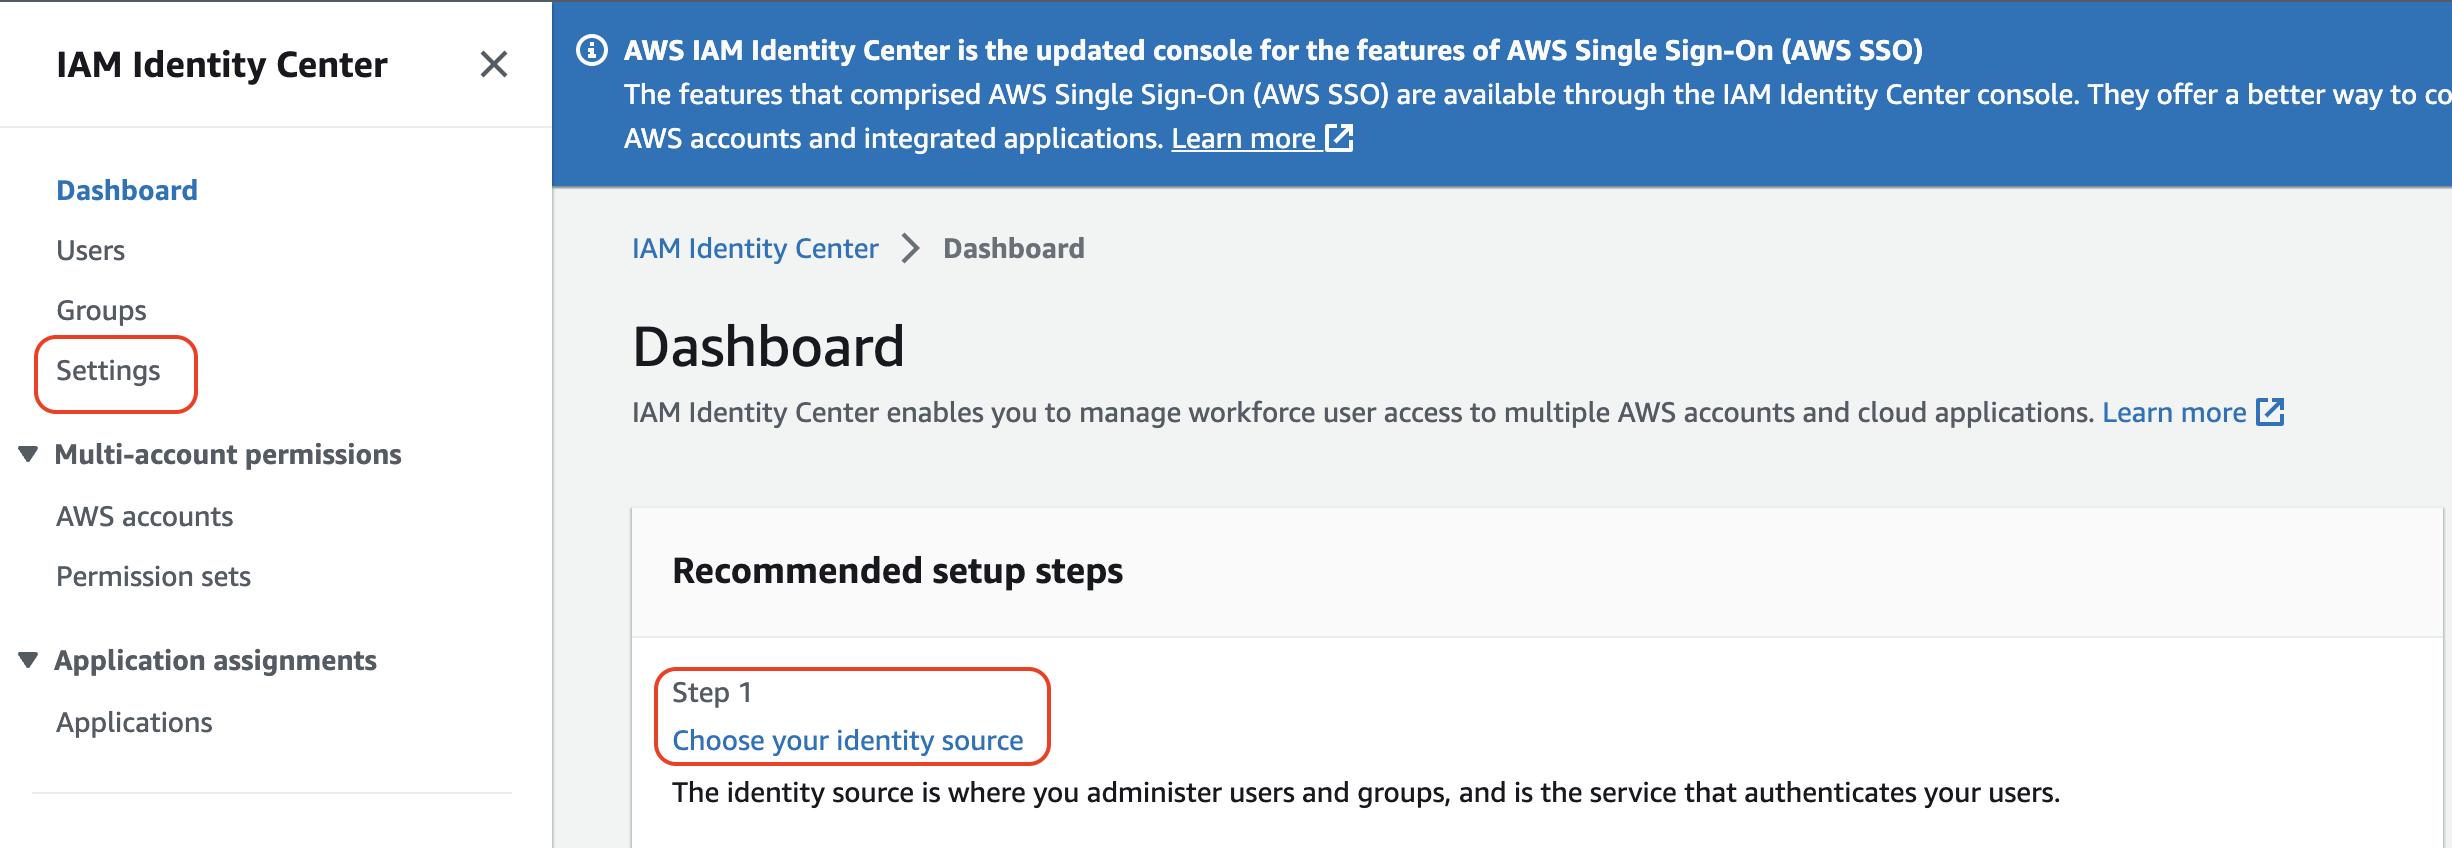 IAM Identity Center
Dashboard
Users
Groups
Settings
Multi-account permissions
AWS accounts
Permission sets
Application assignments
Applications
AWS IAM Identity Center is the updated console for the features of AWS Single Sign-On (AWS SSO)
The features that comprised AWS Single Sign-On (AWS SSO) are available through the IAM Identity Center console. They offer a better way to co
AWS accounts and integrated applications. Learn more
IAM Identity Center > Dashboard
Dashboard
IAM Identity Center enables you to manage workforce user access to multiple AWS accounts and cloud applications. Learn more
Recommended setup steps
Step 1
Choose your identity source
The identity source is where you administer users and groups, and is the service that authenticates your users.